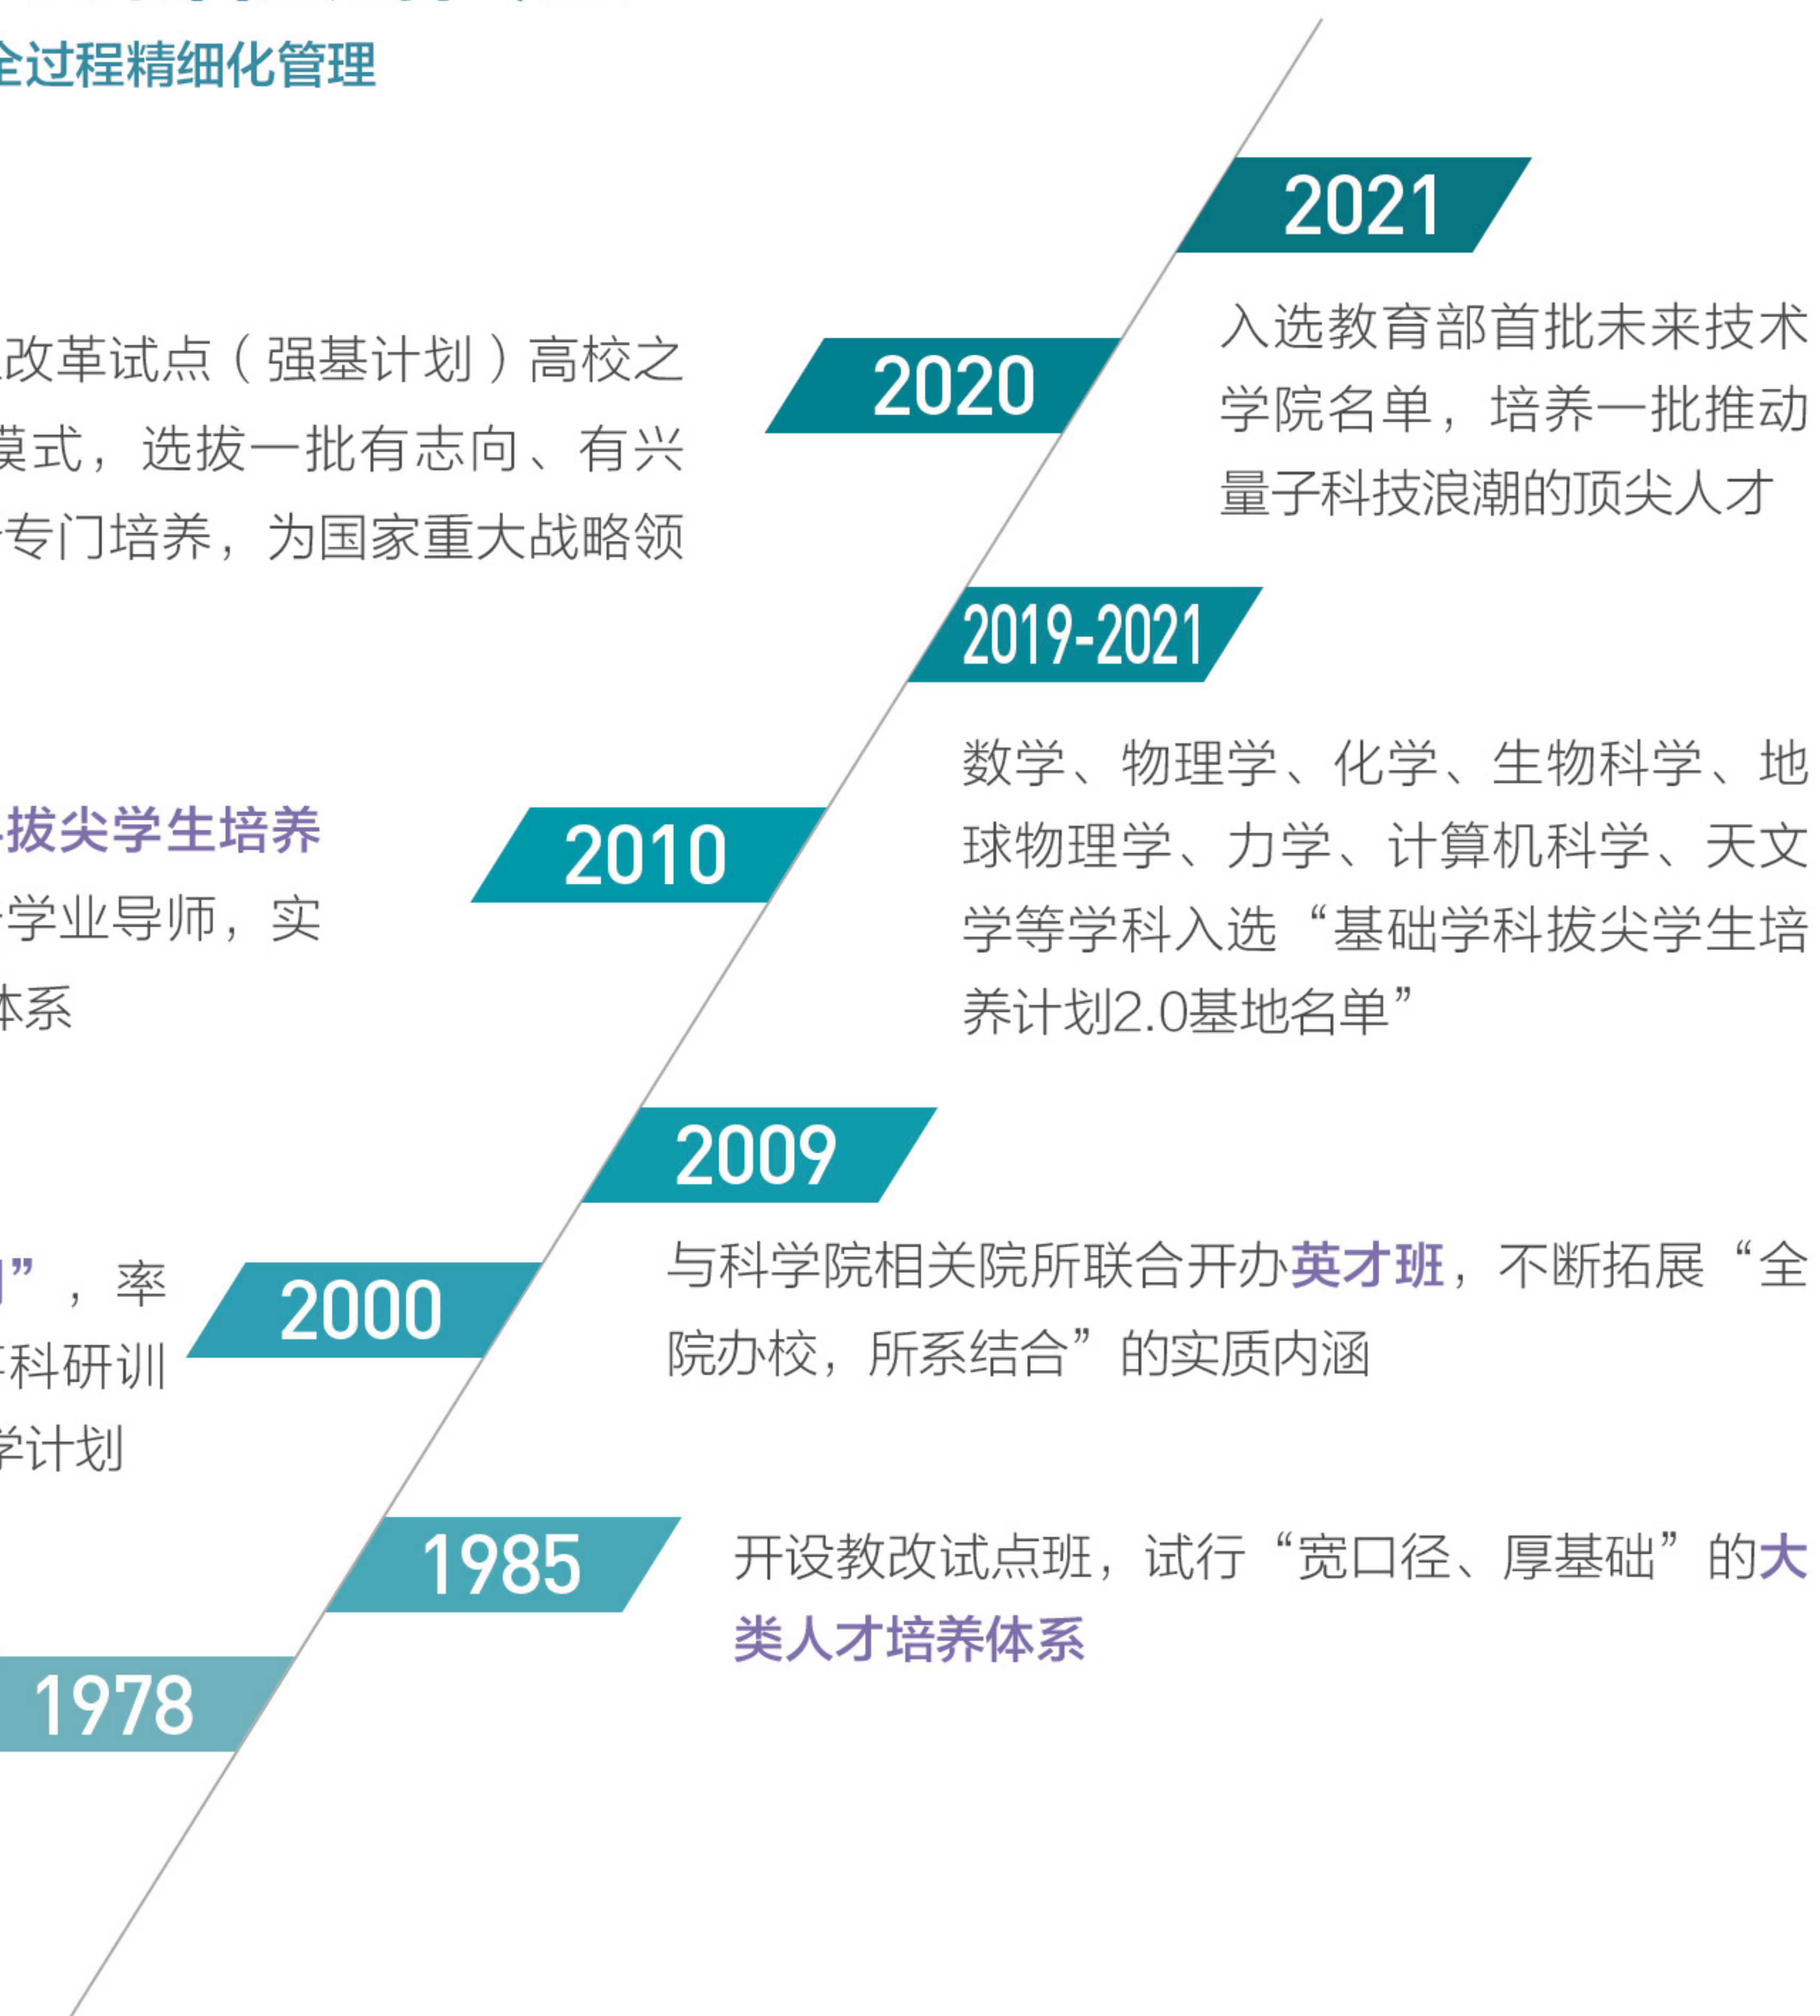 全过程精细化管理
2021
入选教育部首批未来技术
学院名单，培养一批推动
量子科技浪潮的顶尖人才
2020
改革试点（强基计划）高校之
模式，选拔一批有志向、有兴
专门培养，为国家重大战略领
2019-2021
数学、物理学、化学、生物科学、地
球物理学、力学、计算机科学、天文
学等学科入选“基础学科拔尖学生培
养计划2.0基地名单”
2010
拔尖学生培养
学业导师，实
体系
2009
与科学院相关院所联合开办英才班，不断拓展“全
院办校，所系结合”的实质内涵
2000
”，率
科研训
学计划
1985
开设教改试点班，试行“宽口径、厚基础”的大
类人才培养体系
1978